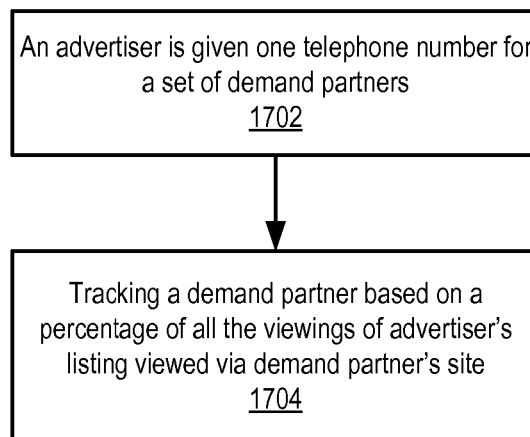 An advertiser is given one telephone number for
a set of demand partners
1702
Tracking a demand partner based on a
percentage of all the viewings of advertiser’s
listing viewed via demand partner’s site
1704